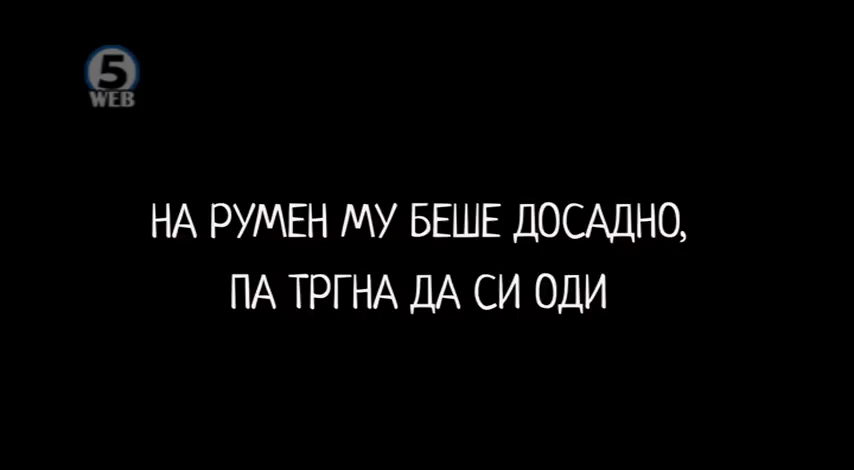 5
WEB
НА РУМЕН МУ БЕШЕ ДОСАДНО,
ПА ТРГНА ДА СИ ОДИ